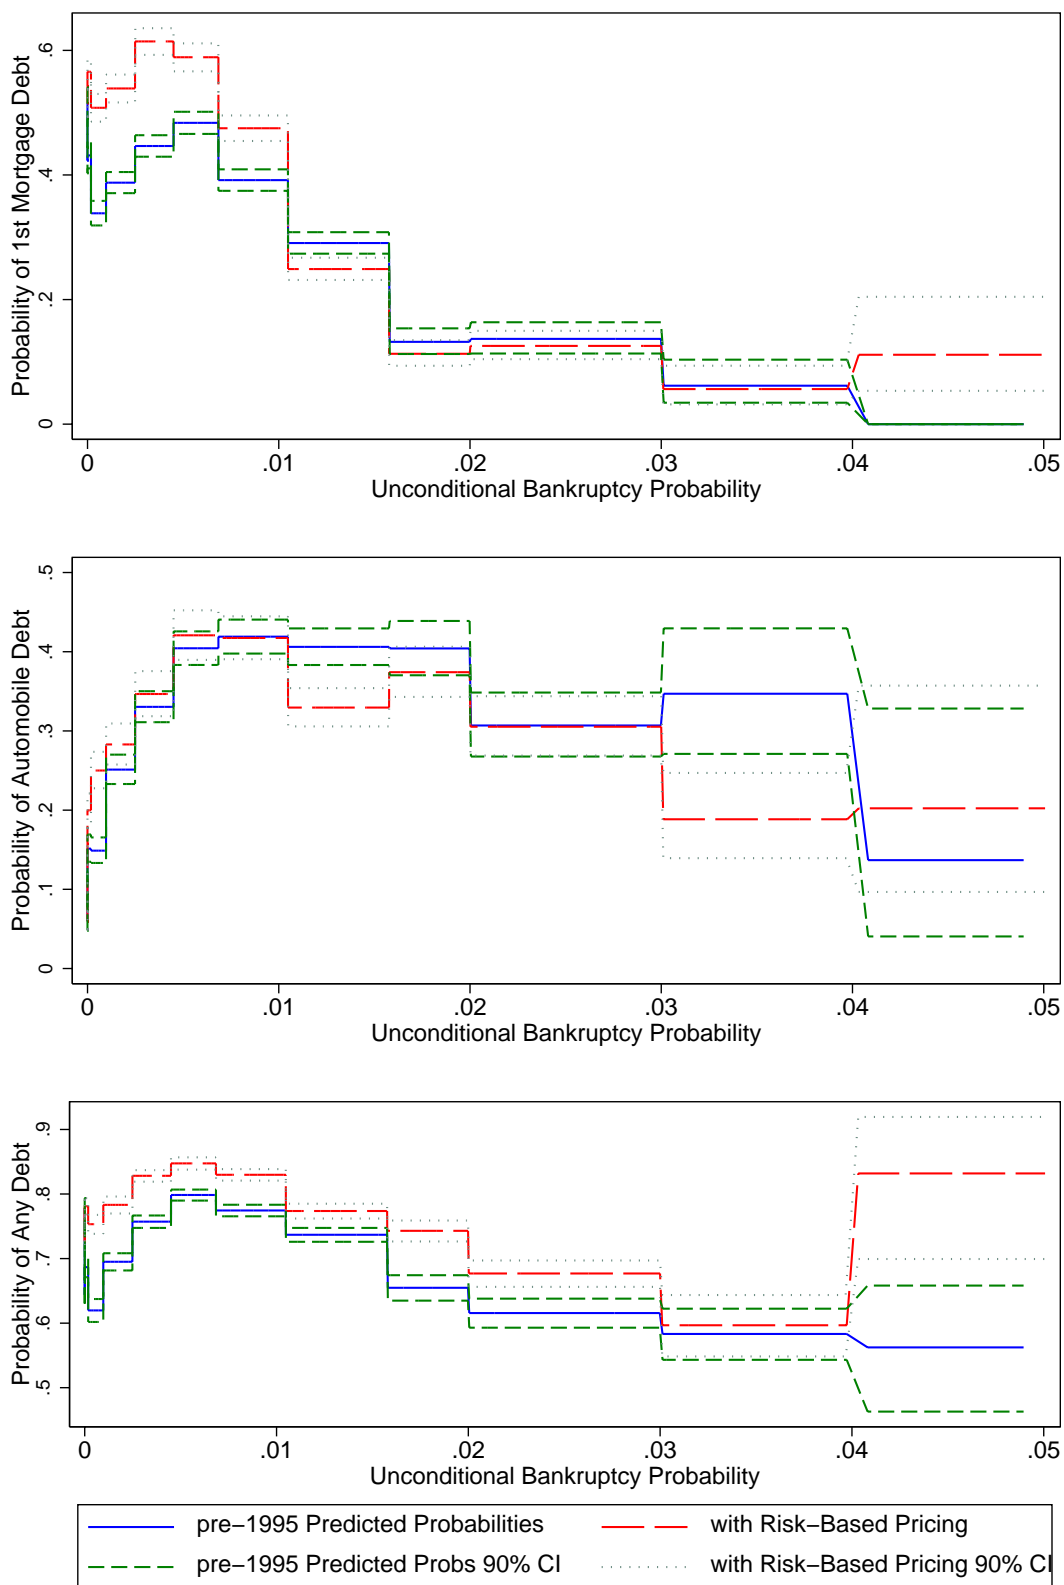 Probability of 1st Mortgage Debt
.6
.4
.2
0
0 .01 .02 .03 .04 .05
Unconditional Bankruptcy Probability
Probability of Automobile Debt
.5
.4
.3
.2
.1
0
0 .01 .02 .03 .04 .05
Unconditional Bankruptcy Probability
Probability of Any Debt
.9
.8
.7
.6
.5
0 .01 .02 .03 .04 .05
Unconditional Bankruptcy Probability
pre−1995 Predicted Probabilities with Risk−Based Pricing
pre−1995 Predicted Probs 90% CI with Risk−Based Pricing 90% CI